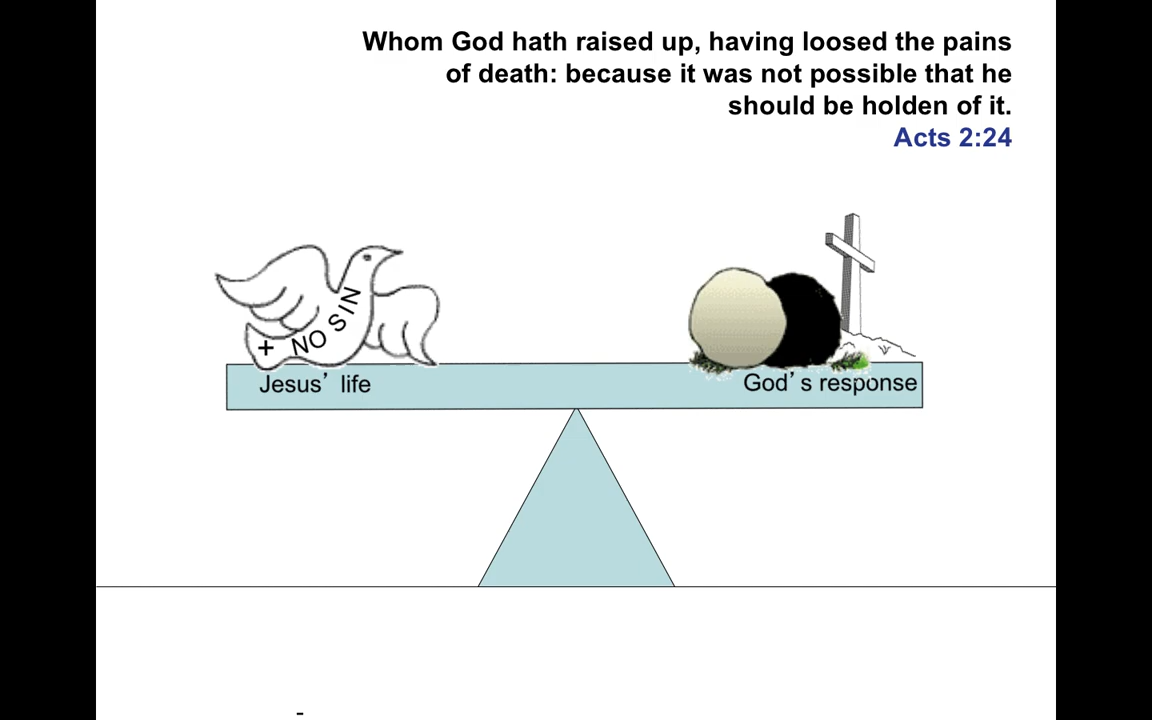 Whom God hath raised up, having loosed the pains
of death: because it was not possible that he
should be holden of it.
Acts 2:24
+ NO SIN
Jesus’ life
God’s response
-